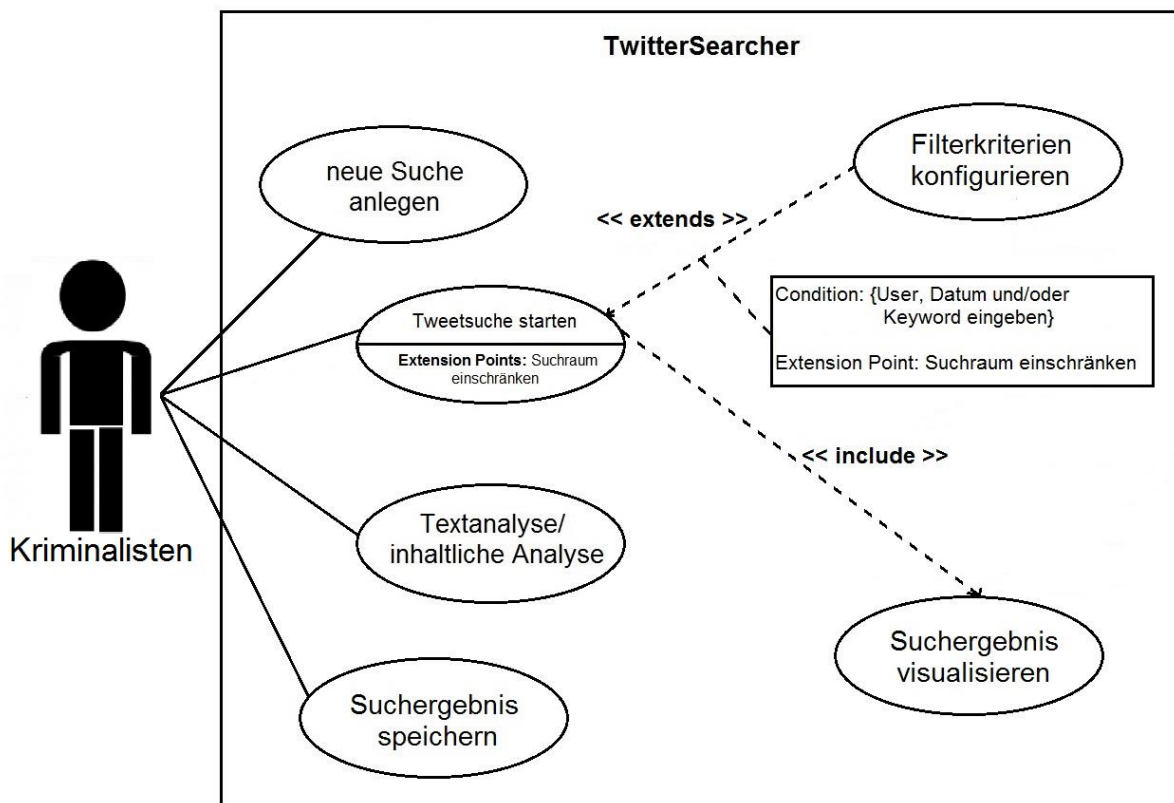 TwitterSearcher
neue Suche
anlegen
Filterkriterien
konfigurieren
<< extends >>
Tweetsuche starten
Extension Points: Suchraum
einschränken
Condition: {User, Datum und/oder
Keyword eingeben}
Extension Point: Suchraum einschränken
<< include >>
Kriminalisten
Textanalyse/
inhaltliche Analyse
Suchergebnis
visualisieren
Suchergebnis
speichern